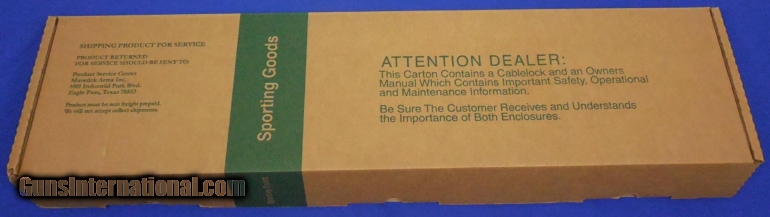 SHIPPING PRODUCT FOR SERVICE
PRODUCT RETURNED
FOR SERVICE SHOULD BE SENT TO:
Product Service Center
Maverick Arms Inc.
1001 Industrial Park Blvd.
Eagle Pass, Texas 78852
Product must be sent freight prepaid.
We will not accept collect shipments.
Sporting Goods
ATTENTION DEALER:
This Carton Contains a Cablelock and an Owners
Manual Which Contains Important Safety, Operational
and Maintenance Information.
Be Sure The Customer Receives and Understands
the Importance of Both Enclosures.
GunsInternational.com